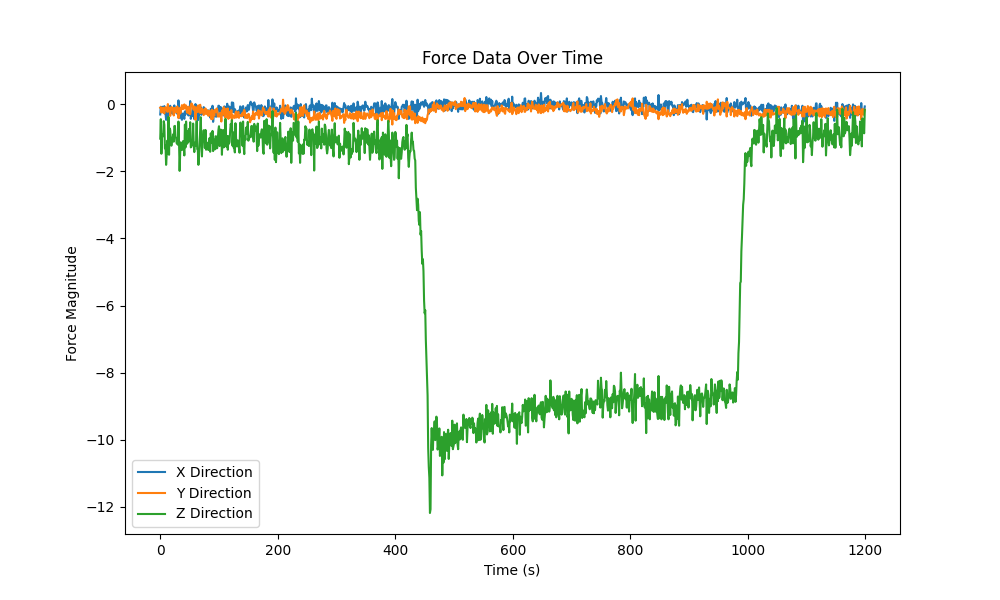 Force Data Over Time
Force Magnitude
0
−2
−4
−6
−8
−10
−12
X Direction
Y Direction
Z Direction
0 200 400 600 800 1000 1200
Time (s)